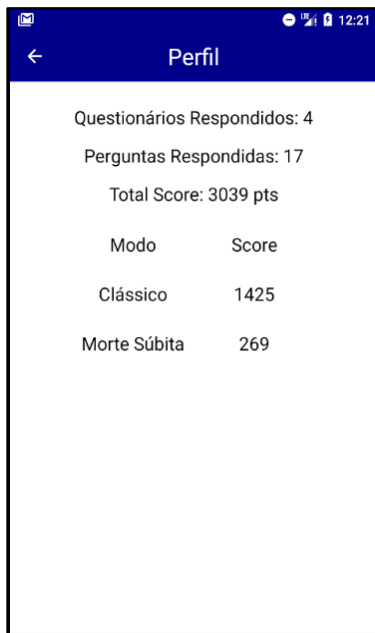 LTE 12:21
Perfil
Questionários Respondidos: 4
Perguntas Respondidas: 17
Total Score: 3039 pts
Modo Score
Clássico 1425
Morte Súbita 269